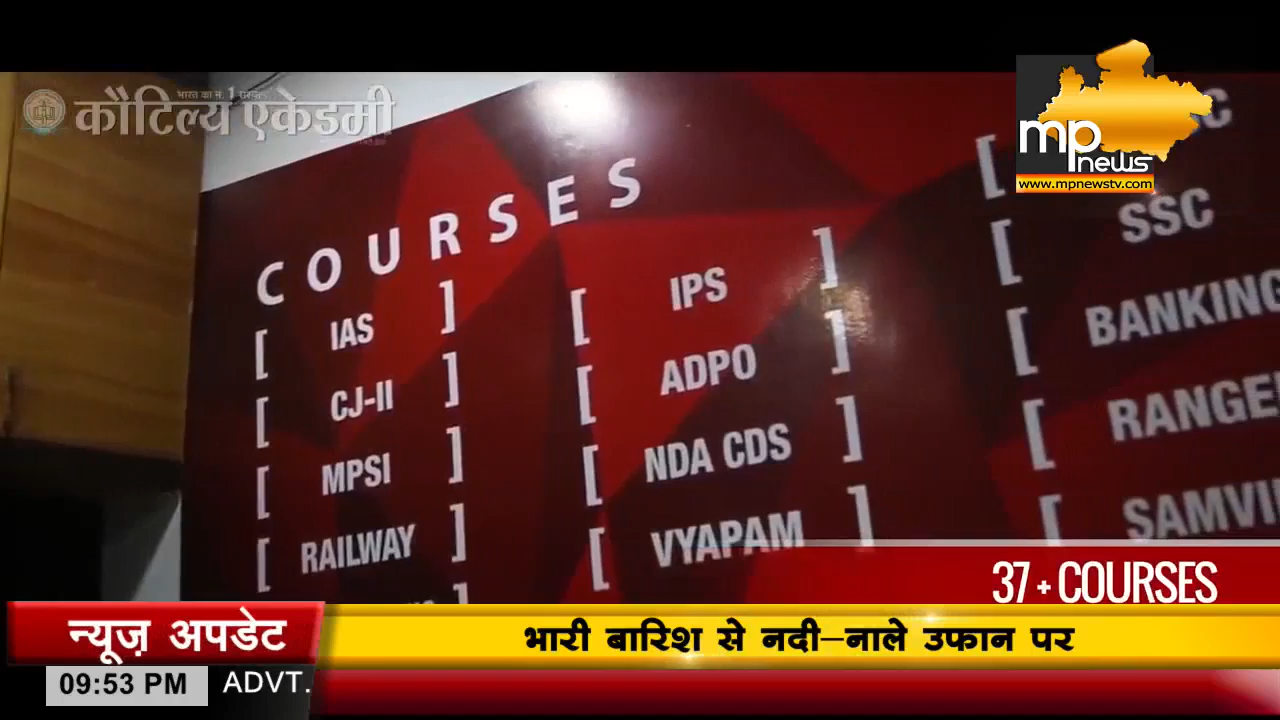 भारत का नं. 1
कौटिल्य एकेडमी
mp
news
www.mpnewstv.com
COURSES
[ IAS ]
[ IPS ]
[ SSC
[ CJ-II ]
[ ADPO ]
[ BANKING
[ MPSI ]
[ NDA CDS ]
[ RANGE
[ RAILWAY ]
[ VYAPAM ]
[ SAMVI
37 + COURSES
न्यूज़ अपडेट
भारी बारिश से नदी–नाले उफान पर
09:53 PM
ADVT.